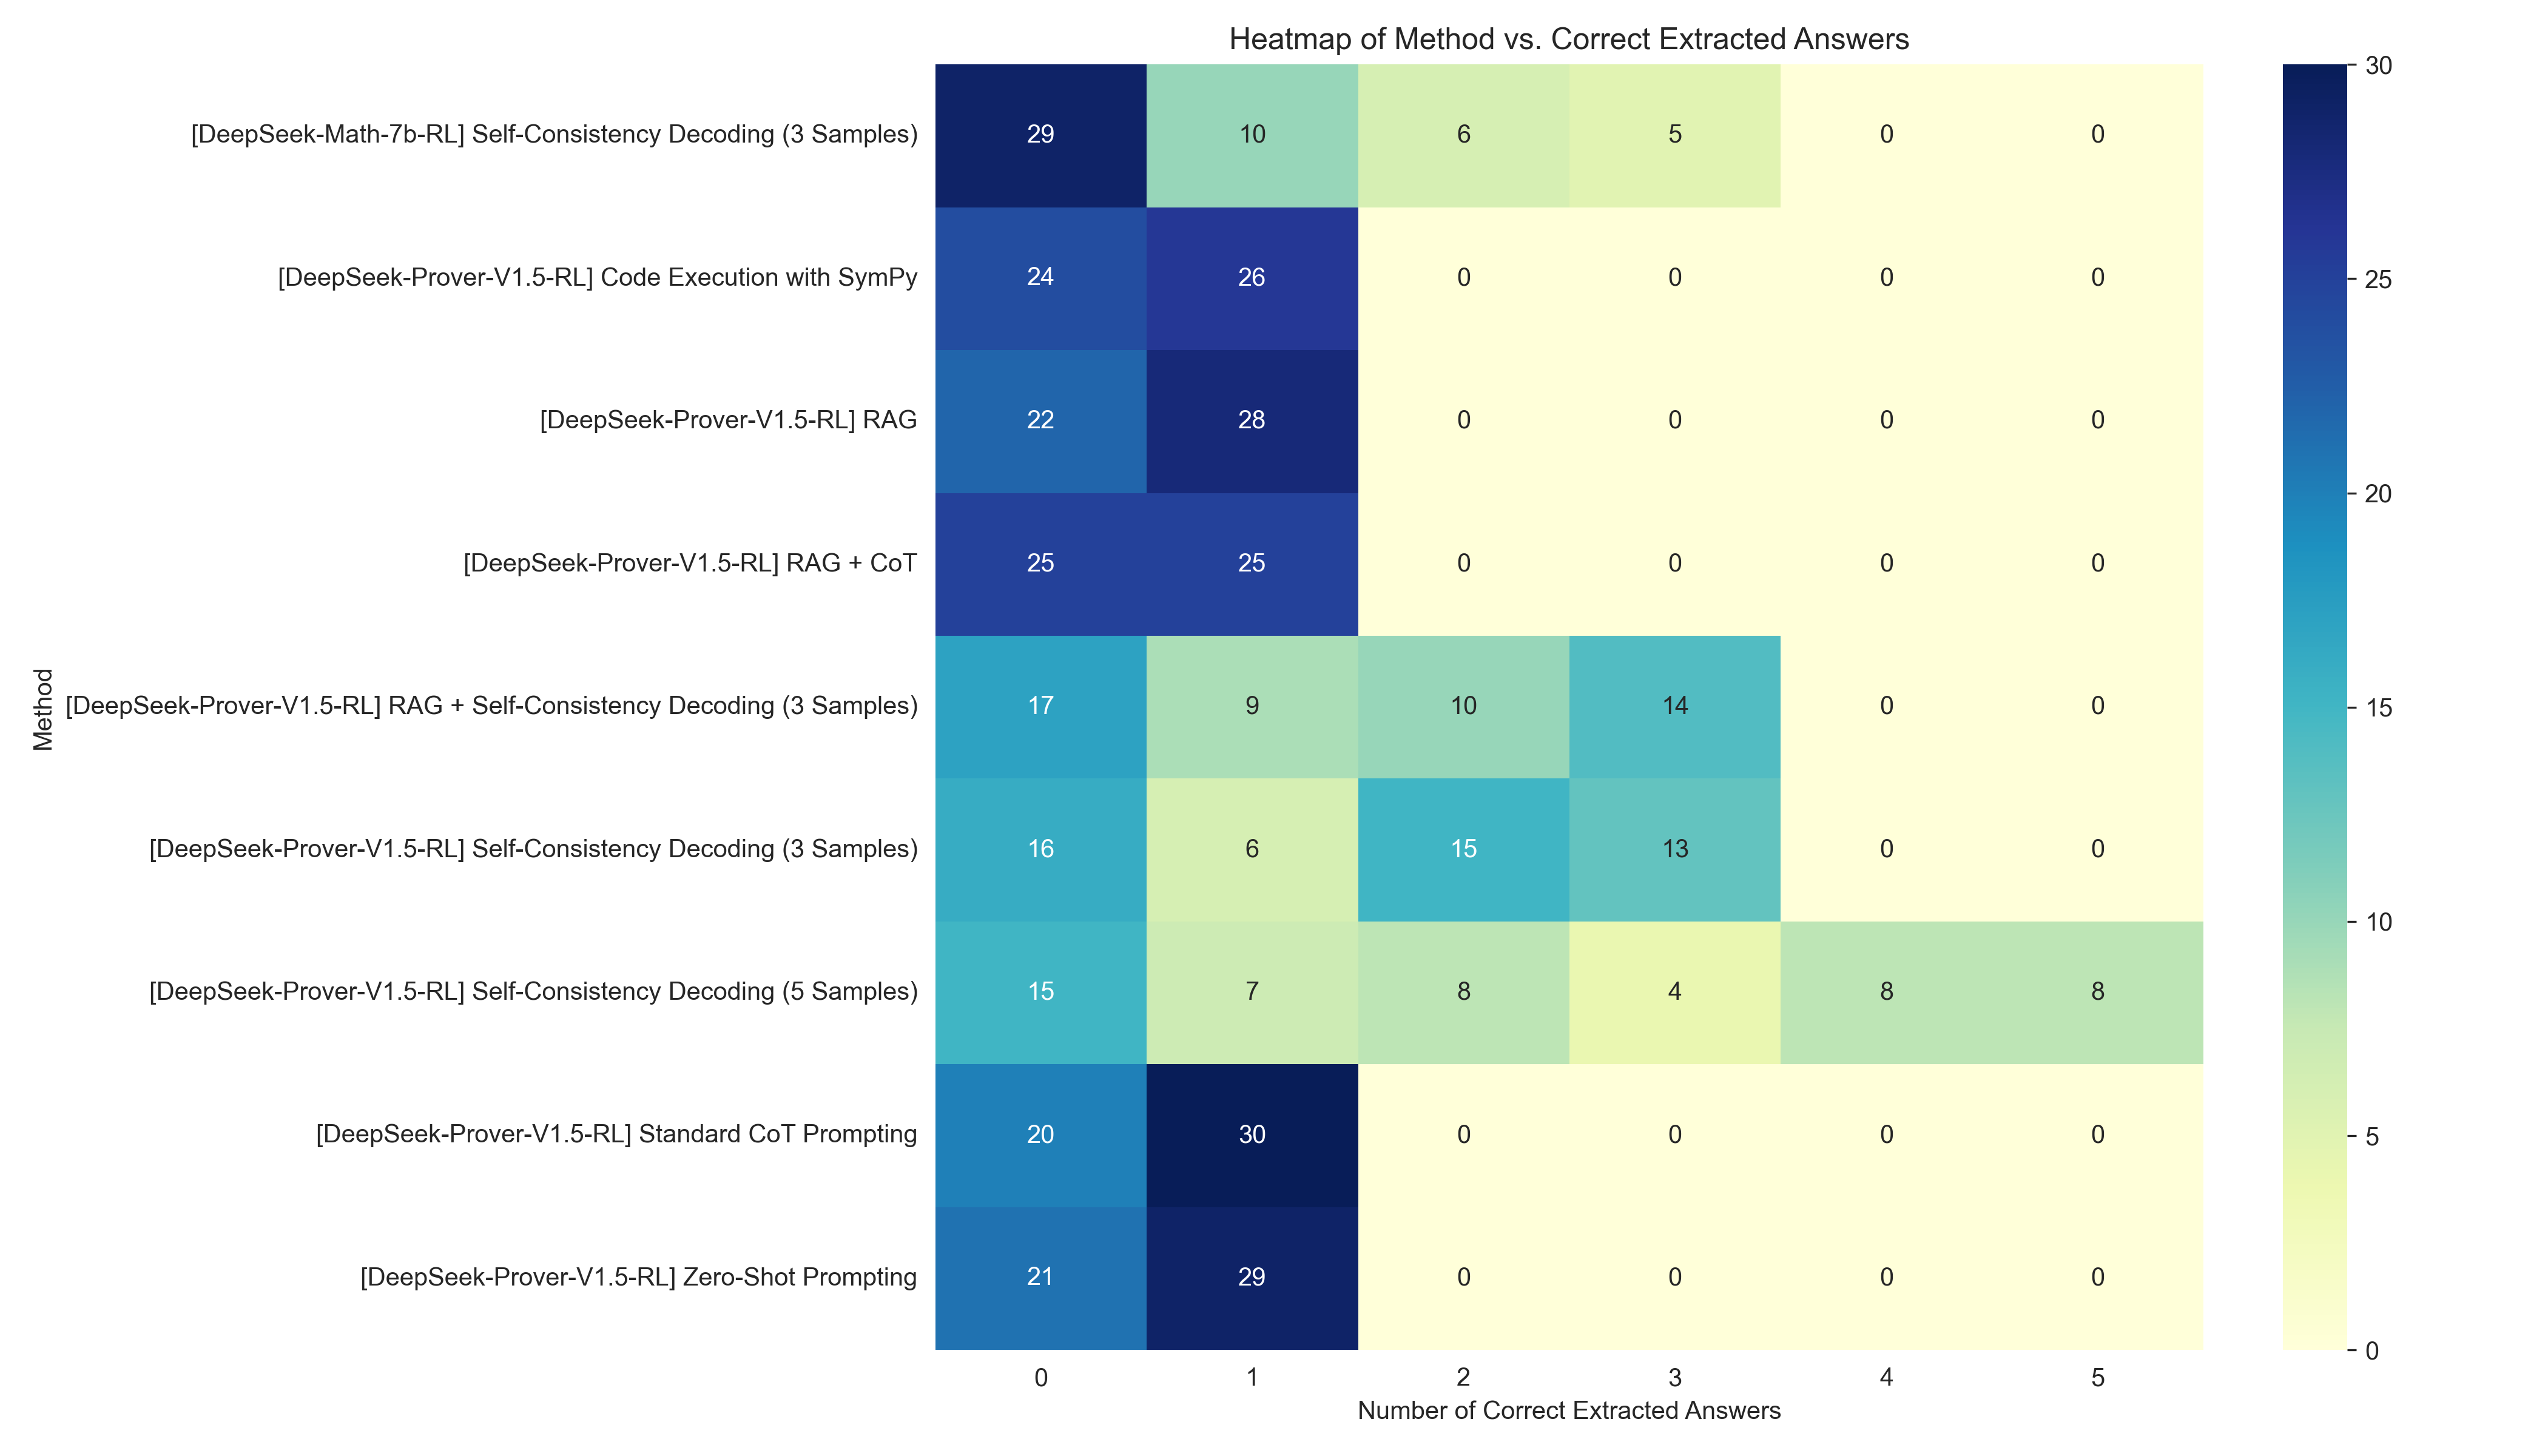 Heatmap of Method vs. Correct Extracted Answers
[DeepSeek-Math-7b-RL] Self-Consistency Decoding (3 Samples) 29 10 6 5 0 0
[DeepSeek-Prover-V1.5-RL] Code Execution with SymPy 24 26 0 0 0 0
[DeepSeek-Prover-V1.5-RL] RAG 22 28 0 0 0 0
[DeepSeek-Prover-V1.5-RL] RAG + CoT 25 25 0 0 0 0
[DeepSeek-Prover-V1.5-RL] RAG + Self-Consistency Decoding (3 Samples) 17 9 10 14 0 0
[DeepSeek-Prover-V1.5-RL] Self-Consistency Decoding (3 Samples) 16 6 15 13 0 0
[DeepSeek-Prover-V1.5-RL] Self-Consistency Decoding (5 Samples) 15 7 8 4 8 8
[DeepSeek-Prover-V1.5-RL] Standard CoT Prompting 20 30 0 0 0 0
[DeepSeek-Prover-V1.5-RL] Zero-Shot Prompting 21 29 0 0 0 0
Method
0 1 2 3 4 5
Number of Correct Extracted Answers
30
25
20
15
10
5
0